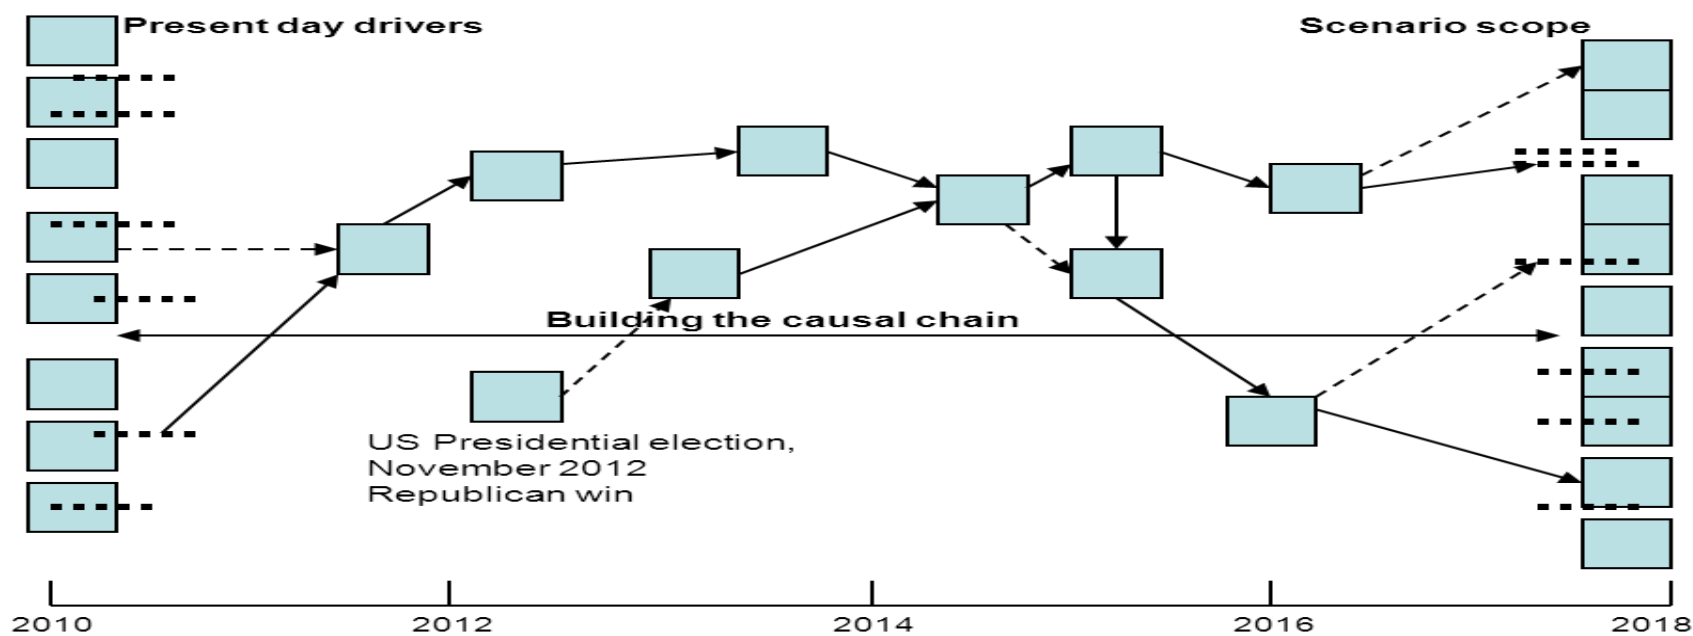 Present day drivers
Scenario scope
Building the causal chain
US Presidential election,
November 2012
Republican win
2010
2012
2014
2016
2018